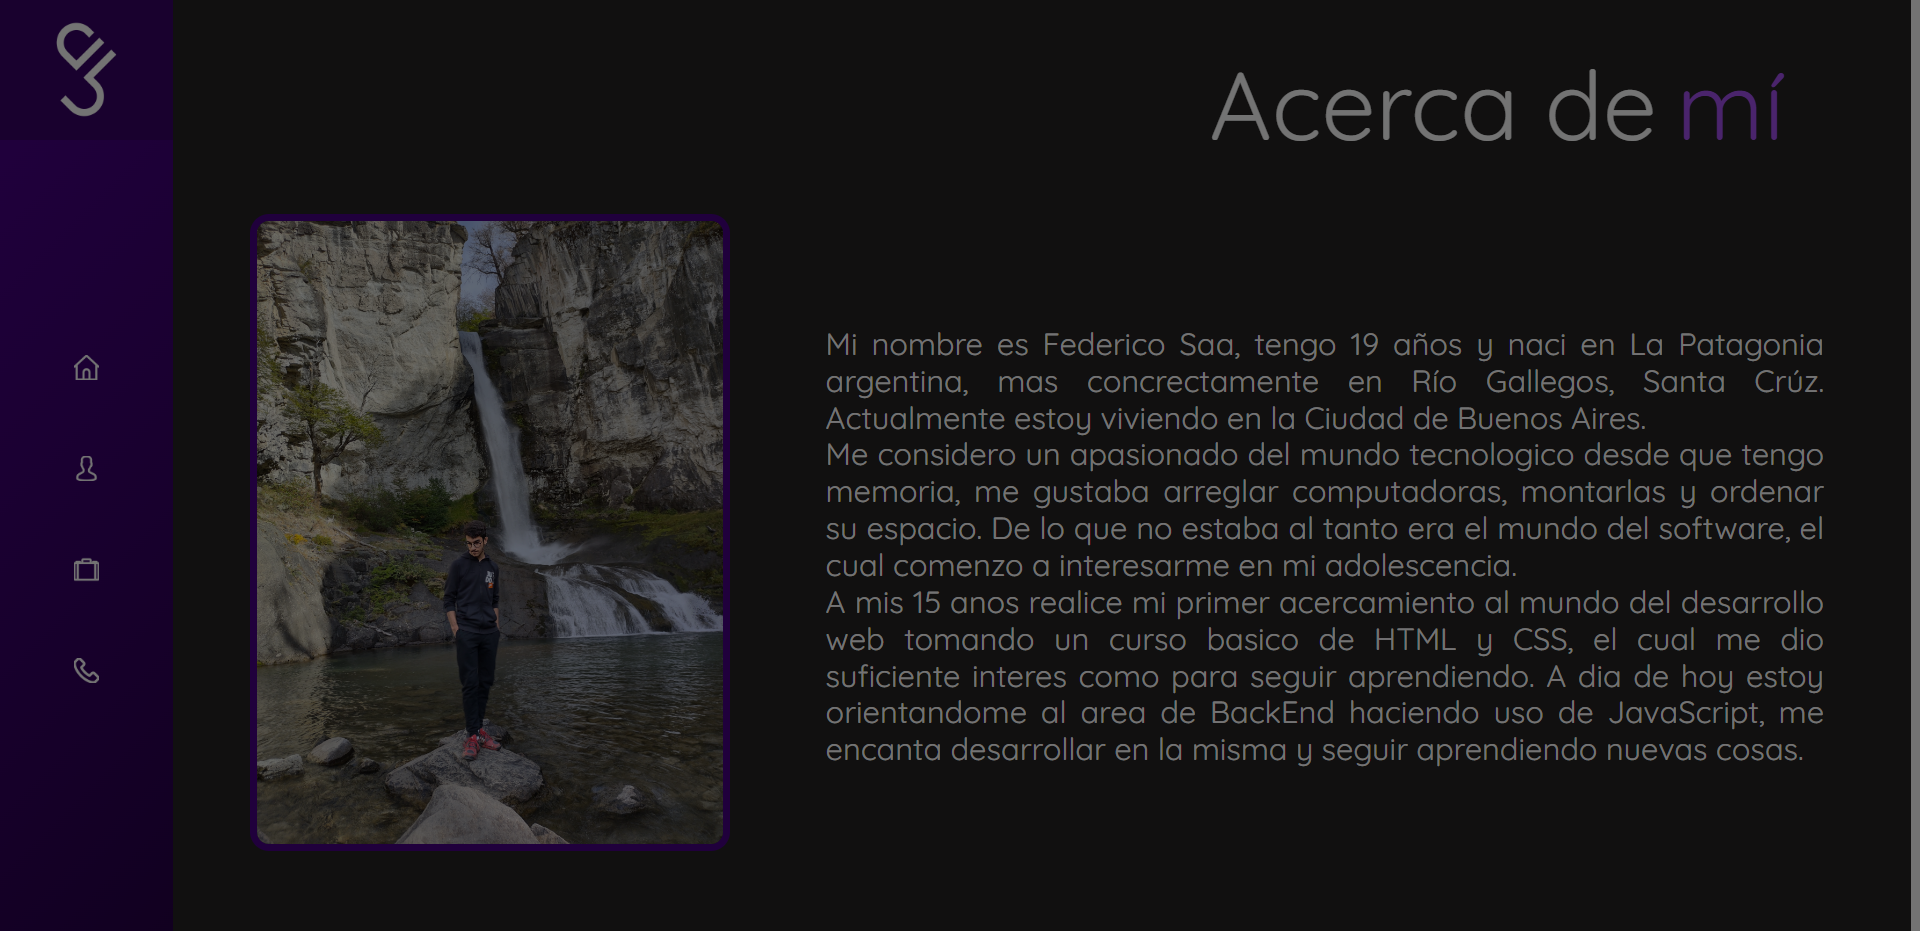 Acerca de mí
Mi nombre es Federico Saa, tengo 19 años y naci en La Patagonia
argentina, mas concrectamente en Río Gallegos, Santa Crúz.
Actualmente estoy viviendo en la Ciudad de Buenos Aires.
Me considero un apasionado del mundo tecnologico desde que tengo
memoria, me gustaba arreglar computadoras, montarlas y ordenar
su espacio. De lo que no estaba al tanto era el mundo del software, el
cual comenzo a interesarme en mi adolescencia.
A mis 15 anos realice mi primer acercamiento al mundo del desarrollo
web tomando un curso basico de HTML y CSS, el cual me dio
suficiente interes como para seguir aprendiendo. A dia de hoy estoy
orientandome al area de BackEnd haciendo uso de JavaScript, me
encanta desarrollar en la misma y seguir aprendiendo nuevas cosas.